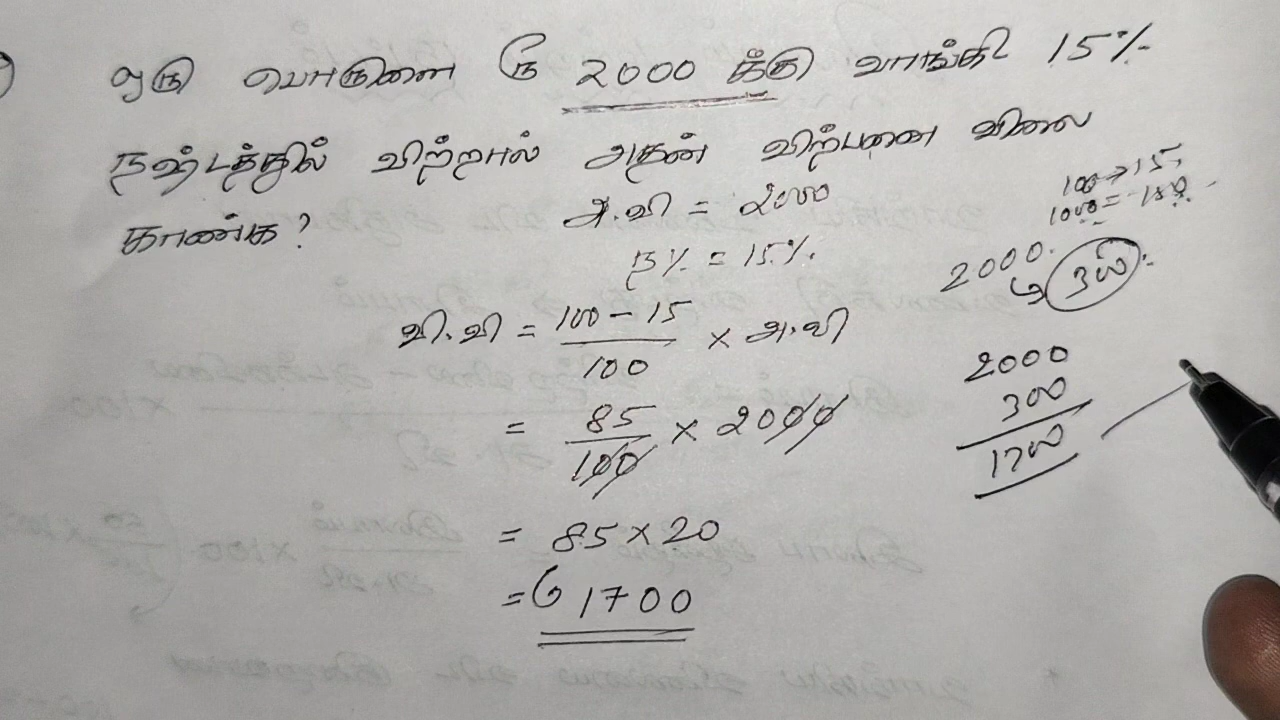 ஒரு பொருளை ரூ 2000 க்கு வாங்கி 15%
நஷ்டத்தில் விற்றால் அதன் விற்பனை விலை
காண்க?
அ.வி = 2000
ந% = 15%
வி.வி = 100 - 15 / 100 × அ.வி
= 85 / 100 × 2000
= 85 × 20
= ரூ 1700
100 → 15
1000 = 150
2000
300
2000
300
1700